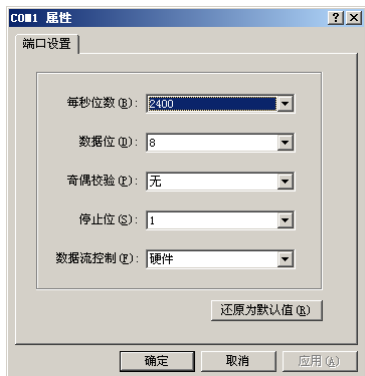 COM1 属性
端口设置
每秒位数(B): 2400
数据位(D): 8
奇偶校验(P): 无
停止位(S): 1
数据流控制(F): 硬件
还原为默认值(R)
确定 取消 应用(A)